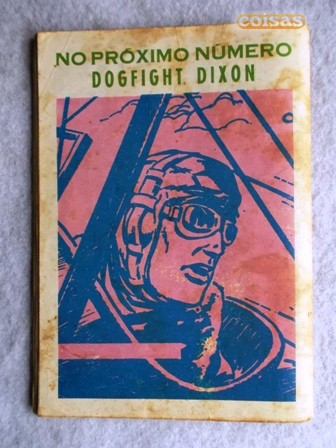 coisas
NO PRÓXIMO NÚMERO
DOGFIGHT DIXON